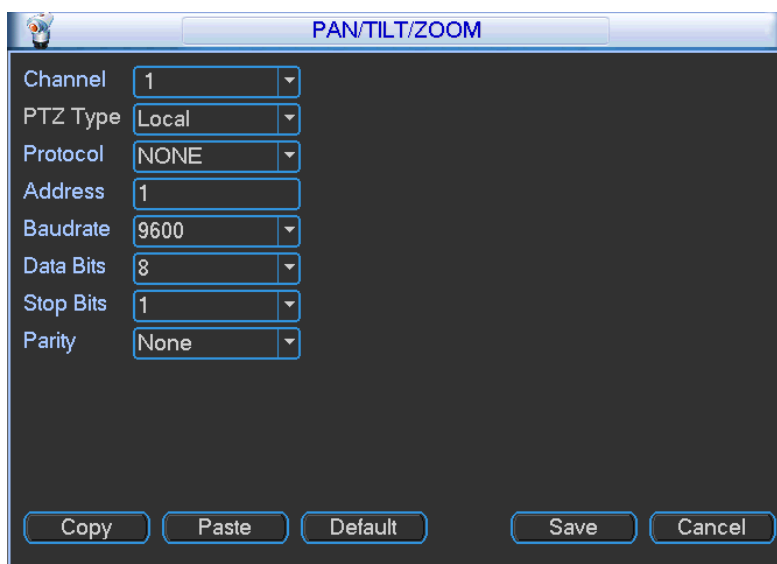 PAN/TILT/ZOOM
Channel 1
PTZ Type Local
Protocol NONE
Address 1
Baudrate 9600
Data Bits 8
Stop Bits 1
Parity None
Copy Paste Default Save Cancel